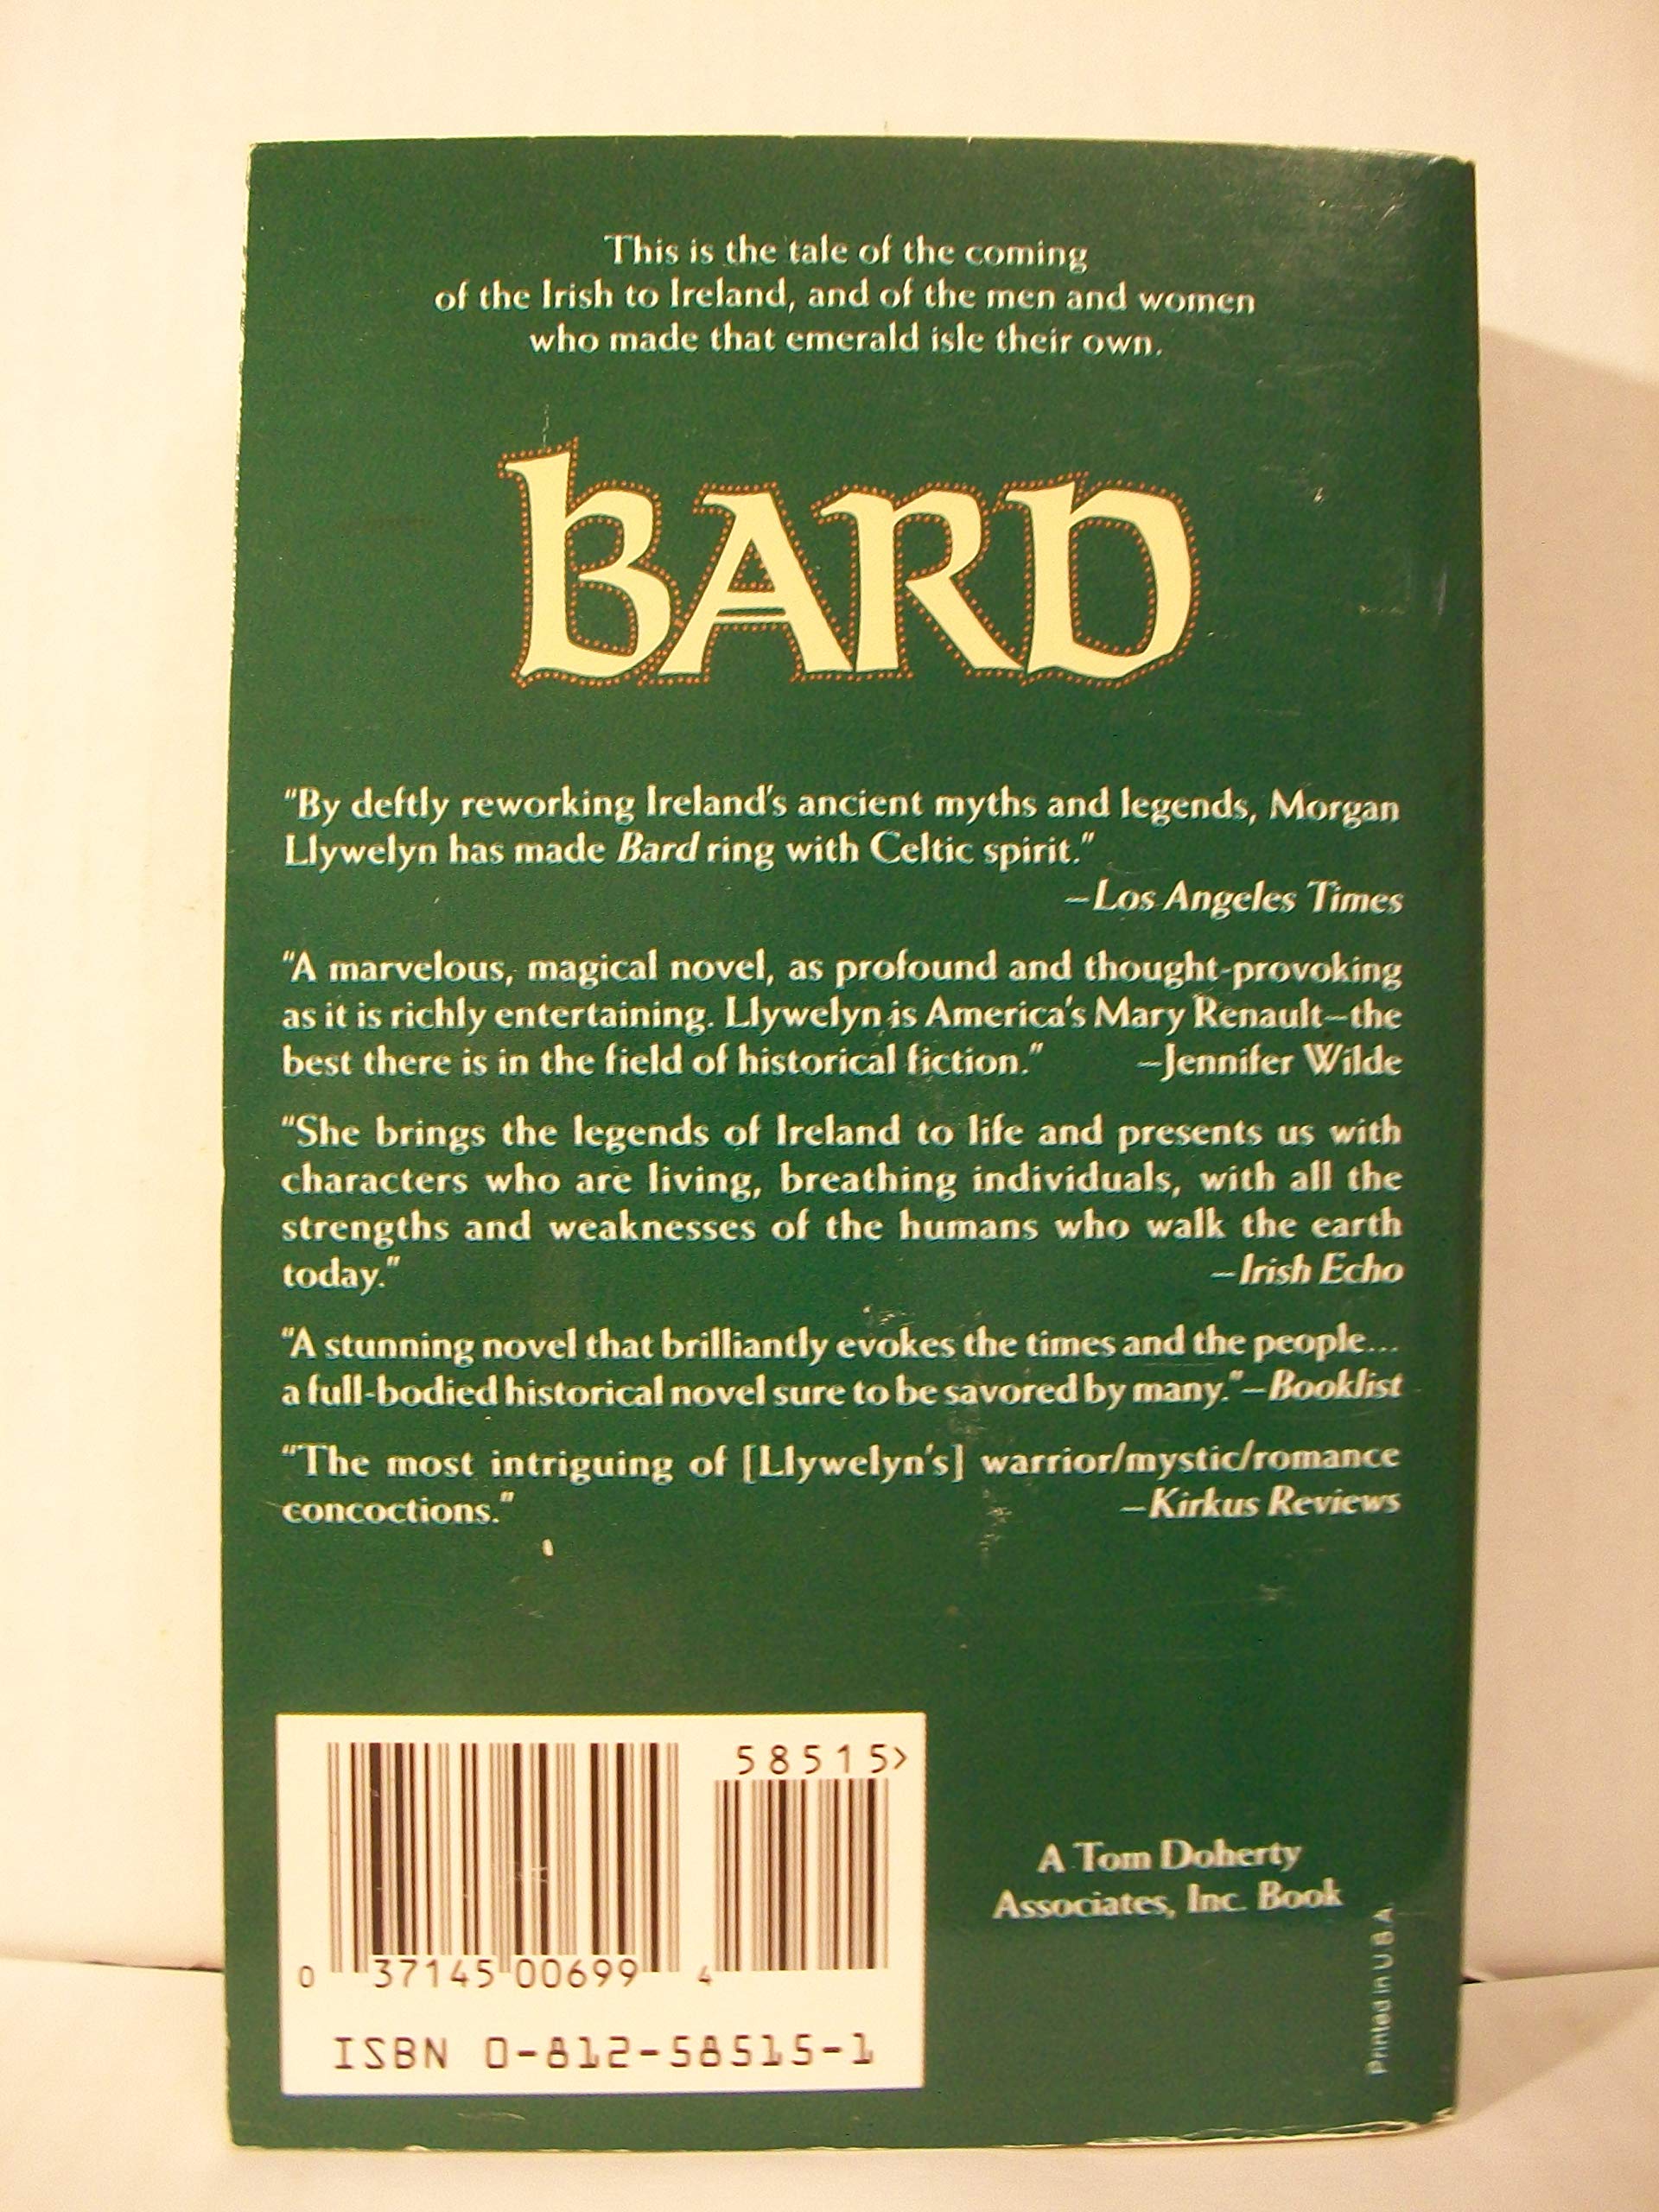 This is the tale of the coming
of the Irish to Ireland, and of the men and women
who made that emerald isle their own.
BARD
"By deftly reworking Ireland's ancient myths and legends, Morgan
Llywelyn has made Bard ring with Celtic spirit."
—Los Angeles Times
"A marvelous, magical novel, as profound and thought-provoking
as it is richly entertaining. Llywelyn is America's Mary Renault—the
best there is in the field of historical fiction." —Jennifer Wilde
"She brings the legends of Ireland to life and presents us with
characters who are living, breathing individuals, with all the
strengths and weaknesses of the humans who walk the earth
today." —Irish Echo
"A stunning novel that brilliantly evokes the times and the people...
a full-bodied historical novel sure to be savored by many."—Booklist
"The most intriguing of [Llywelyn's] warrior/mystic/romance
concoctions." —Kirkus Reviews
58515>
0 37145 00699 4
ISBN 0-812-58515-1
A Tom Doherty
Associates, Inc. Book
Printed in U.S.A.